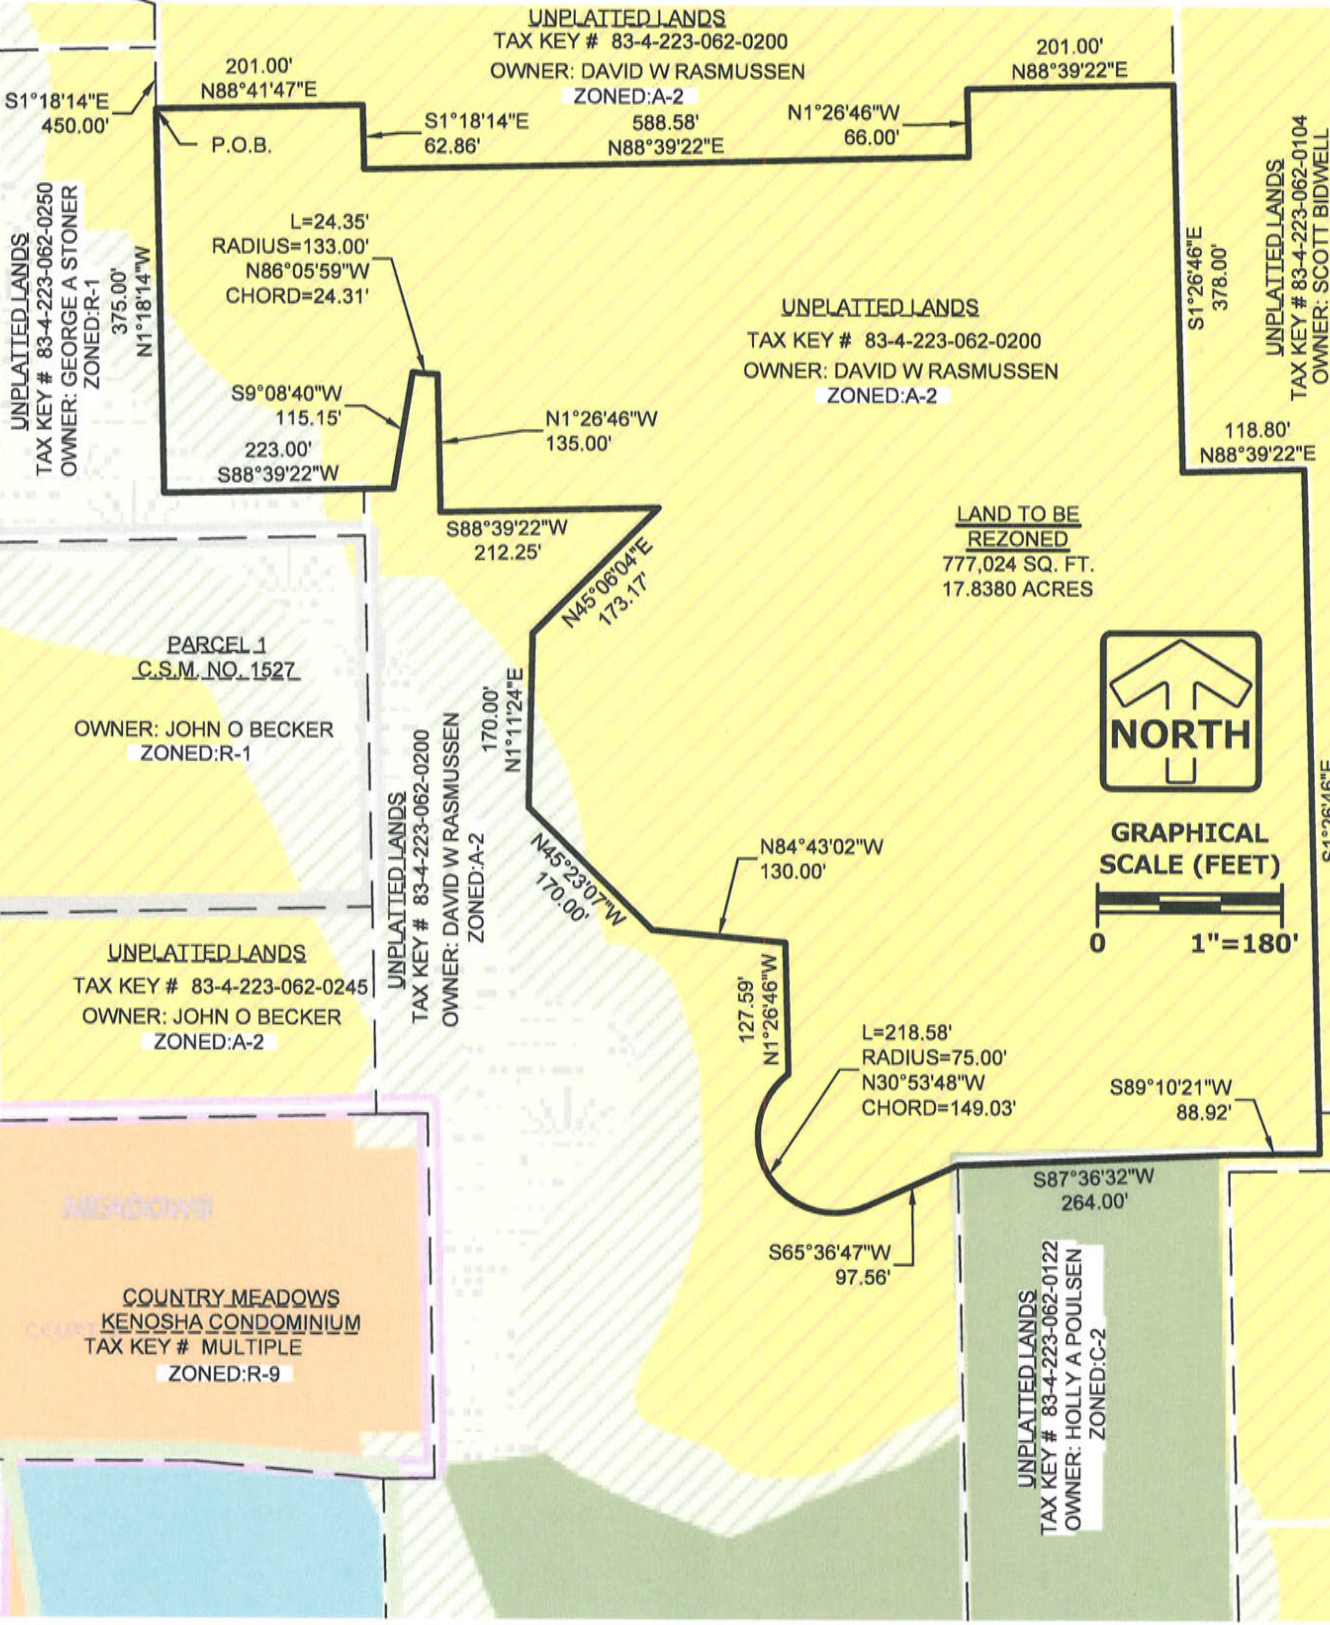 UNPLATTED LANDS
TAX KEY # 83-4-223-062-0200
OWNER: DAVID W RASMUSSEN
ZONED:A-2
588.58'
N88°39'22"E
201.00'
N88°41'47"E
S1°18'14"E
450.00'
P.O.B.
S1°18'14"E
62.86'
N1°26'46"W
66.00'
201.00'
N88°39'22"E
UNPLATTED LANDS
TAX KEY # 83-4-223-062-0250
OWNER: GEORGE A STONER
ZONED:R-1
375.00'
N1°18'14"W
L=24.35'
RADIUS=133.00'
N86°05'59"W
CHORD=24.31'
S9°08'40"W
115.15'
223.00'
S88°39'22"W
N1°26'46"W
135.00'
S88°39'22"W
212.25'
UNPLATTED LANDS
TAX KEY # 83-4-223-062-0200
OWNER: DAVID W RASMUSSEN
ZONED:A-2
S1°26'46"E
378.00'
UNPLATTED LANDS
TAX KEY # 83-4-223-062-0104
OWNER: SCOTT BIDWELL
118.80'
N88°39'22"E
LAND TO BE
REZONED
777,024 SQ. FT.
17.8380 ACRES
N45°06'04"E
173.17'
PARCEL 1
C.S.M. NO. 1527
OWNER: JOHN O BECKER
ZONED:R-1
170.00'
N1°11'24"E
UNPLATTED LANDS
TAX KEY # 83-4-223-062-0200
OWNER: DAVID W RASMUSSEN
ZONED:A-2
NORTH
GRAPHICAL
SCALE (FEET)
0 1"=180'
S1°26'46"E
N45°23'07"W
170.00'
N84°43'02"W
130.00'
UNPLATTED LANDS
TAX KEY # 83-4-223-062-0245
OWNER: JOHN O BECKER
ZONED:A-2
127.59'
N1°26'46"W
L=218.58'
RADIUS=75.00'
N30°53'48"W
CHORD=149.03'
S89°10'21"W
88.92'
S87°36'32"W
264.00'
S65°36'47"W
97.56'
MEADOWS
COUNTRY MEADOWS
KENOSHA CONDOMINIUM
TAX KEY # MULTIPLE
ZONED:R-9
UNPLATTED LANDS
TAX KEY # 83-4-223-062-0122
OWNER: HOLLY A POULSEN
ZONED:C-2